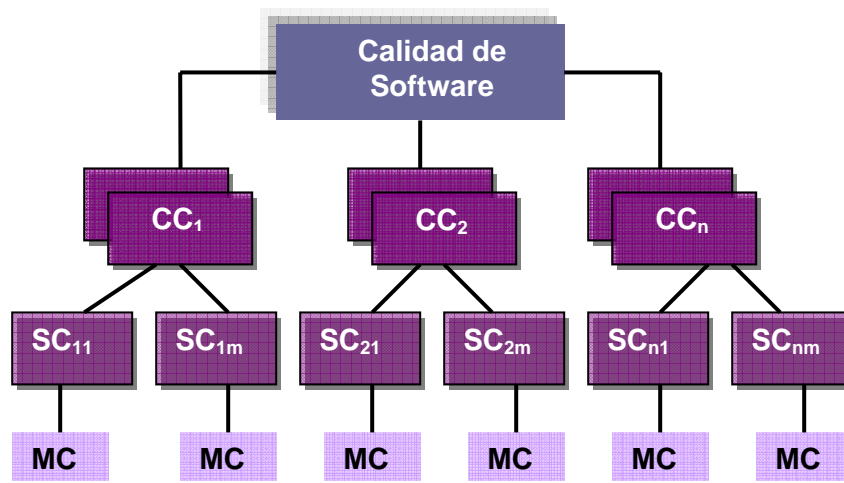 Calidad de
Software
CC₁ CC₂ CCₙ
SC₁₁ SC₁ₘ SC₂₁ SC₂ₘ SCₙ₁ SCₙₘ
MC MC MC MC MC MC